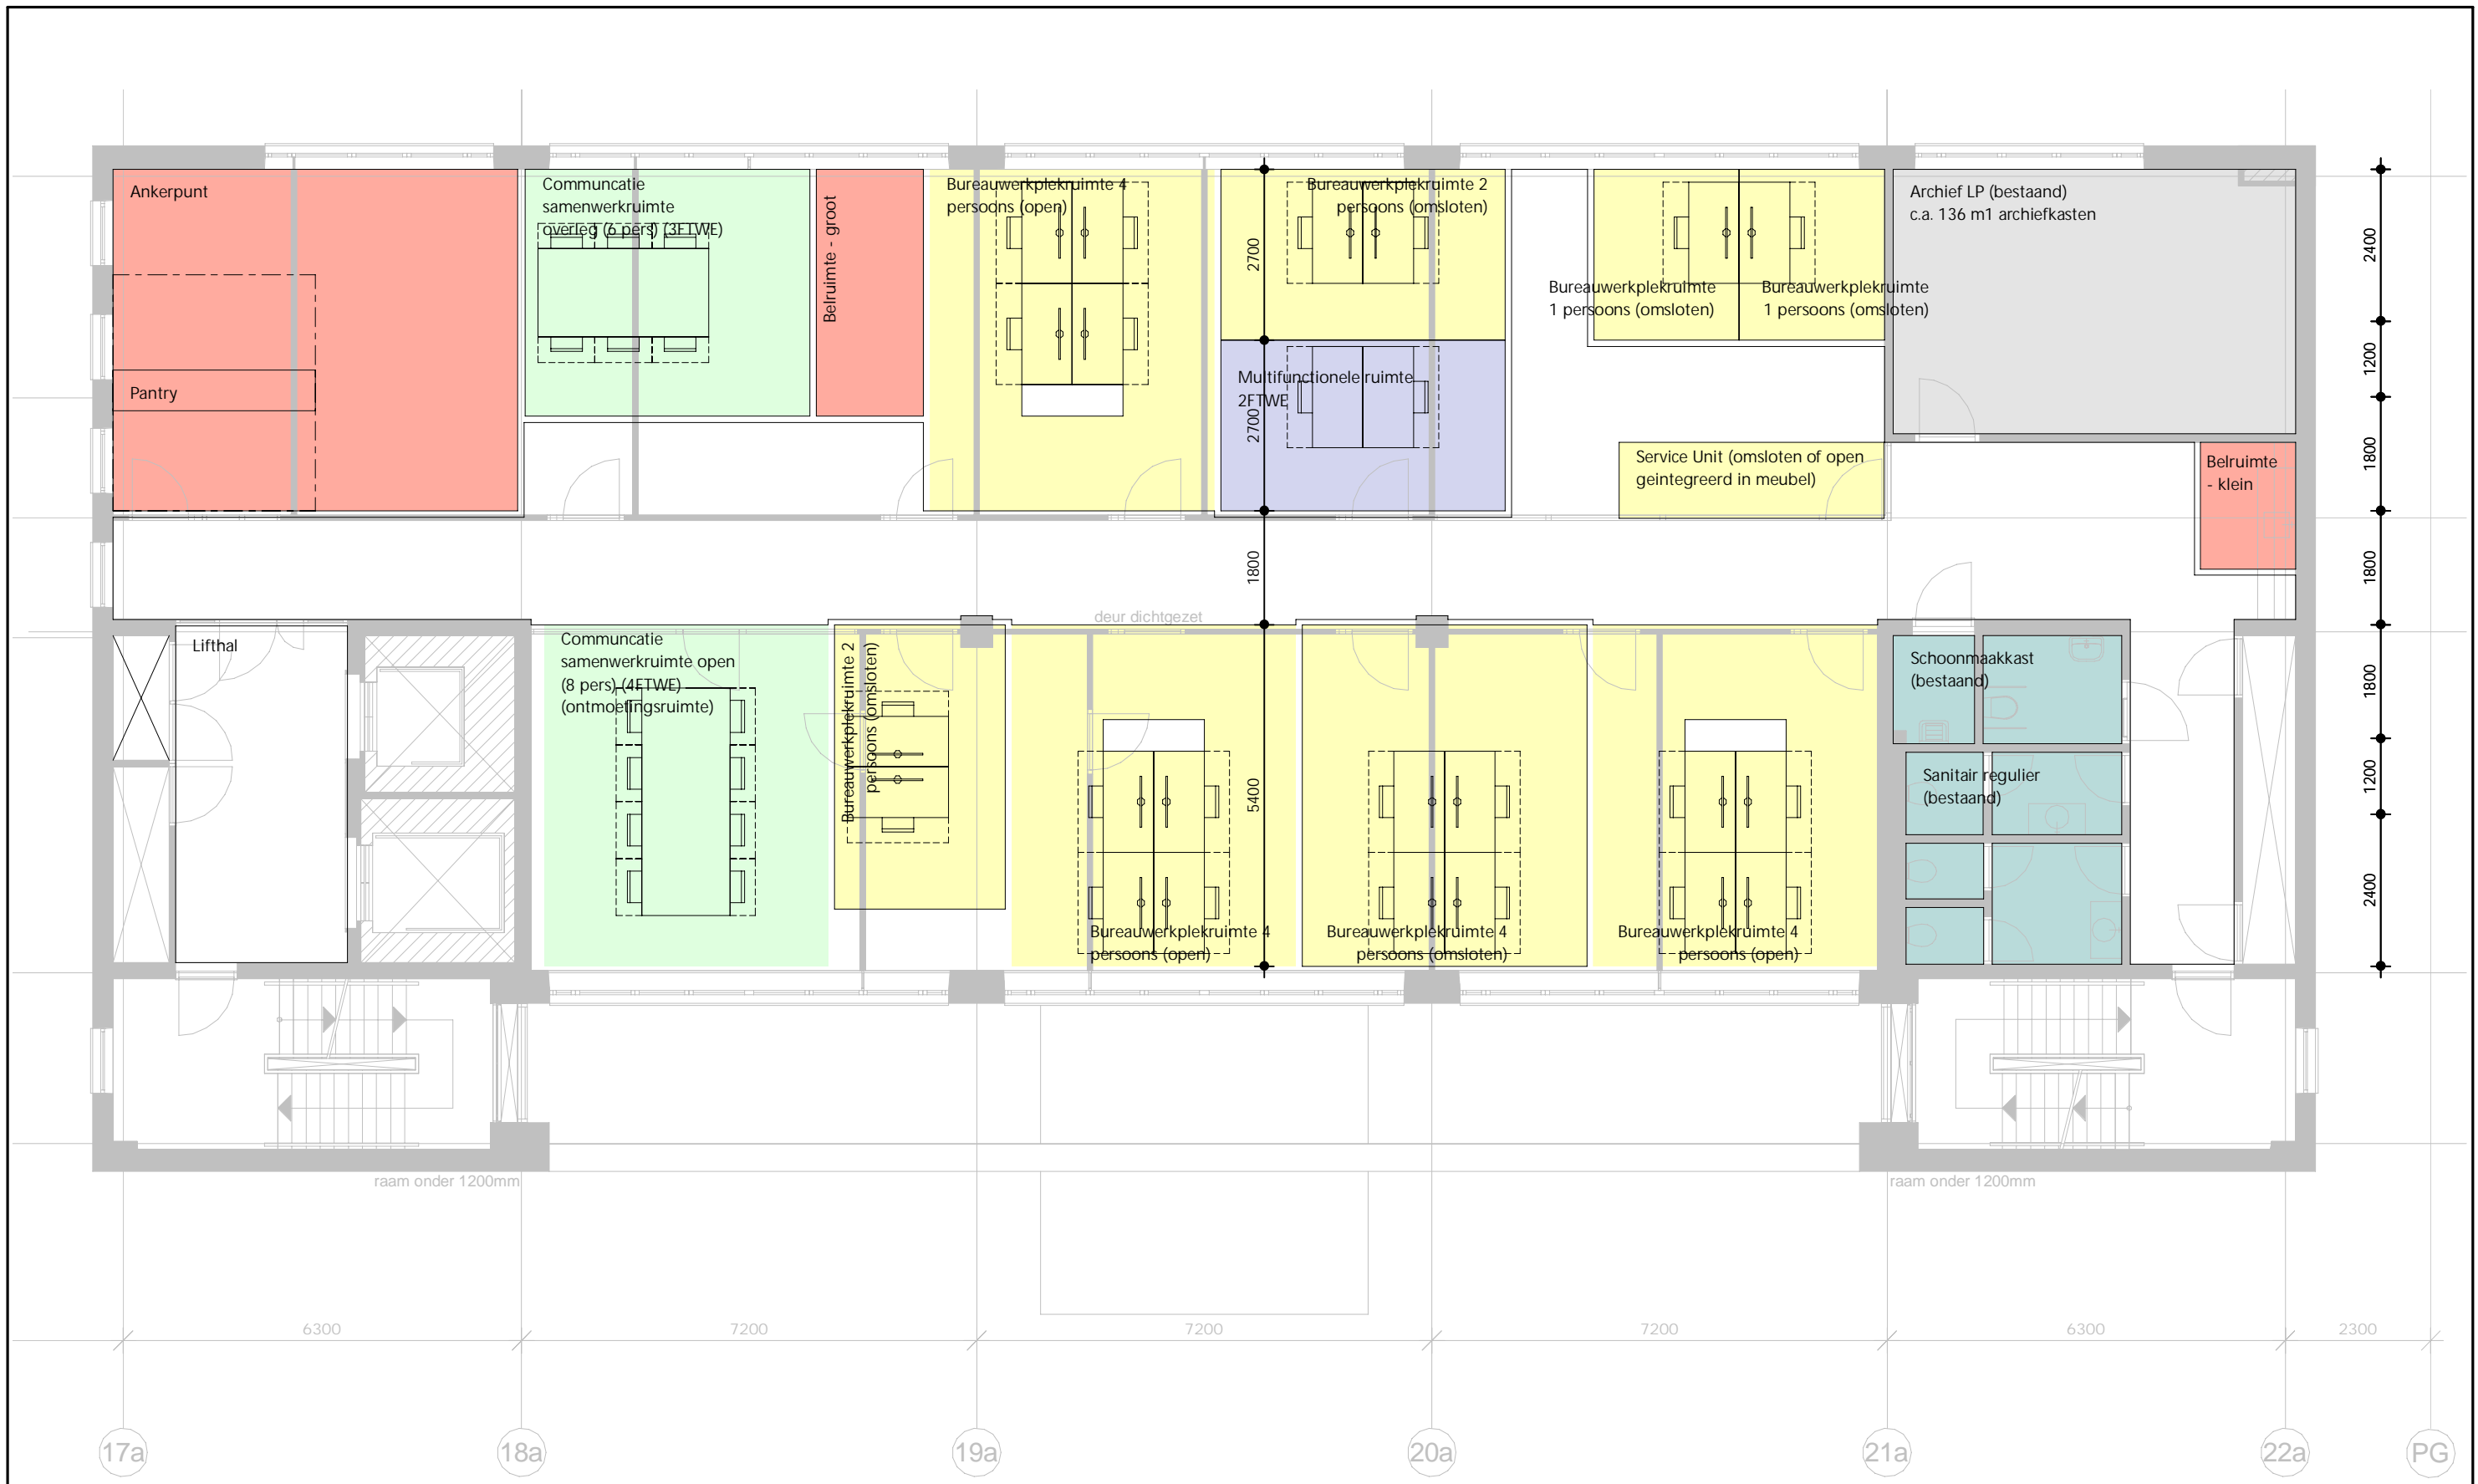 Ankerpunt
Pantry
Communcatie
samenwerkruimte
overleg (6 pers) (3FTWE)
Belruimte - groot
Bureauwerkplekruimte 4
persoons (open)
Bureauwerkplekruimte 2
persoons (omsloten)
2700
Multifunctionele ruimte
2FTWE
2700
Bureauwerkplekruimte
1 persoons (omsloten)
Bureauwerkplekruimte
1 persoons (omsloten)
Archief LP (bestaand)
c.a. 136 m1 archiefkasten
Service Unit (omsloten of open
geintegreerd in meubel)
Belruimte
- klein
2400
1200
1800
1800
1800
1200
2400
1800
deur dichtgezet
Lifthal
Communcatie
samenwerkruimte open
(8 pers) (4FTWE)
(ontmoetingsruimte)
Bureauwerkplekruimte 2
persoons (omsloten)
5400
Bureauwerkplekruimte 4
persoons (open)
Bureauwerkplekruimte 4
persoons (omsloten)
Bureauwerkplekruimte 4
persoons (open)
Schoonmaakkast
(bestaand)
Sanitair regulier
(bestaand)
raam onder 1200mm
raam onder 1200mm
6300
7200
7200
7200
6300
2300
17a
18a
19a
20a
21a
22a
PG